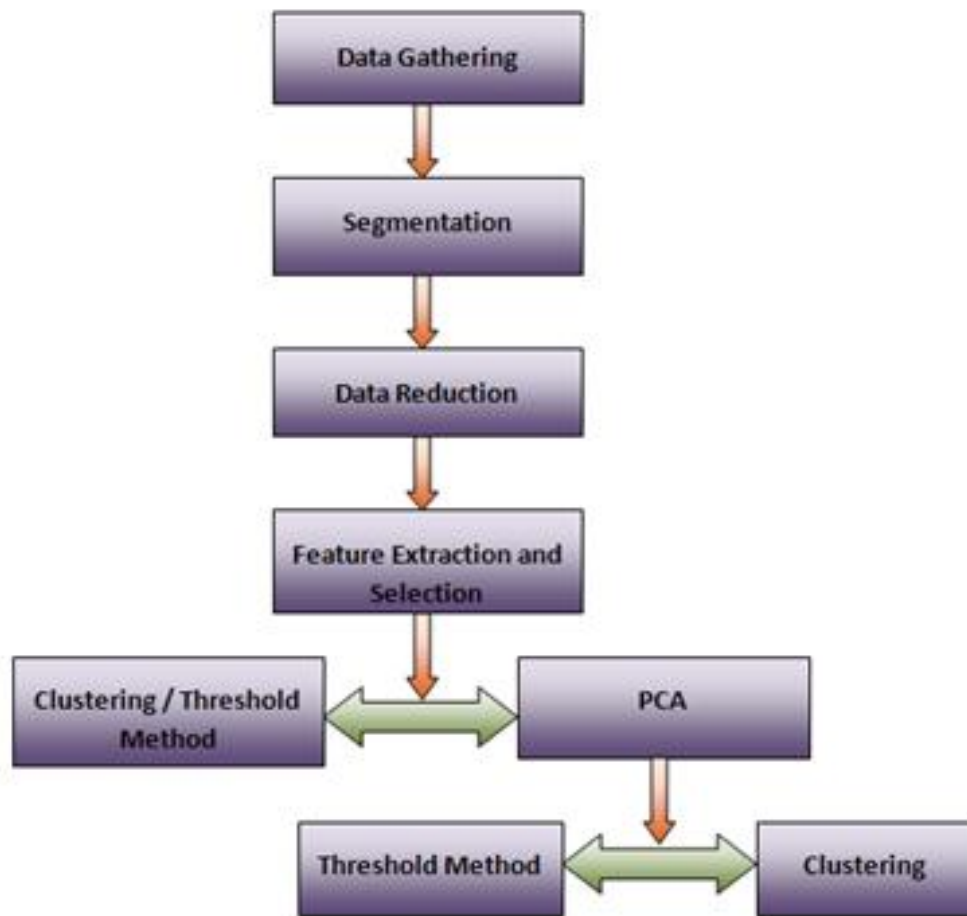 Data Gathering
Segmentation
Data Reduction
Feature Extraction and
Selection
Clustering / Threshold
Method
PCA
Threshold Method
Clustering